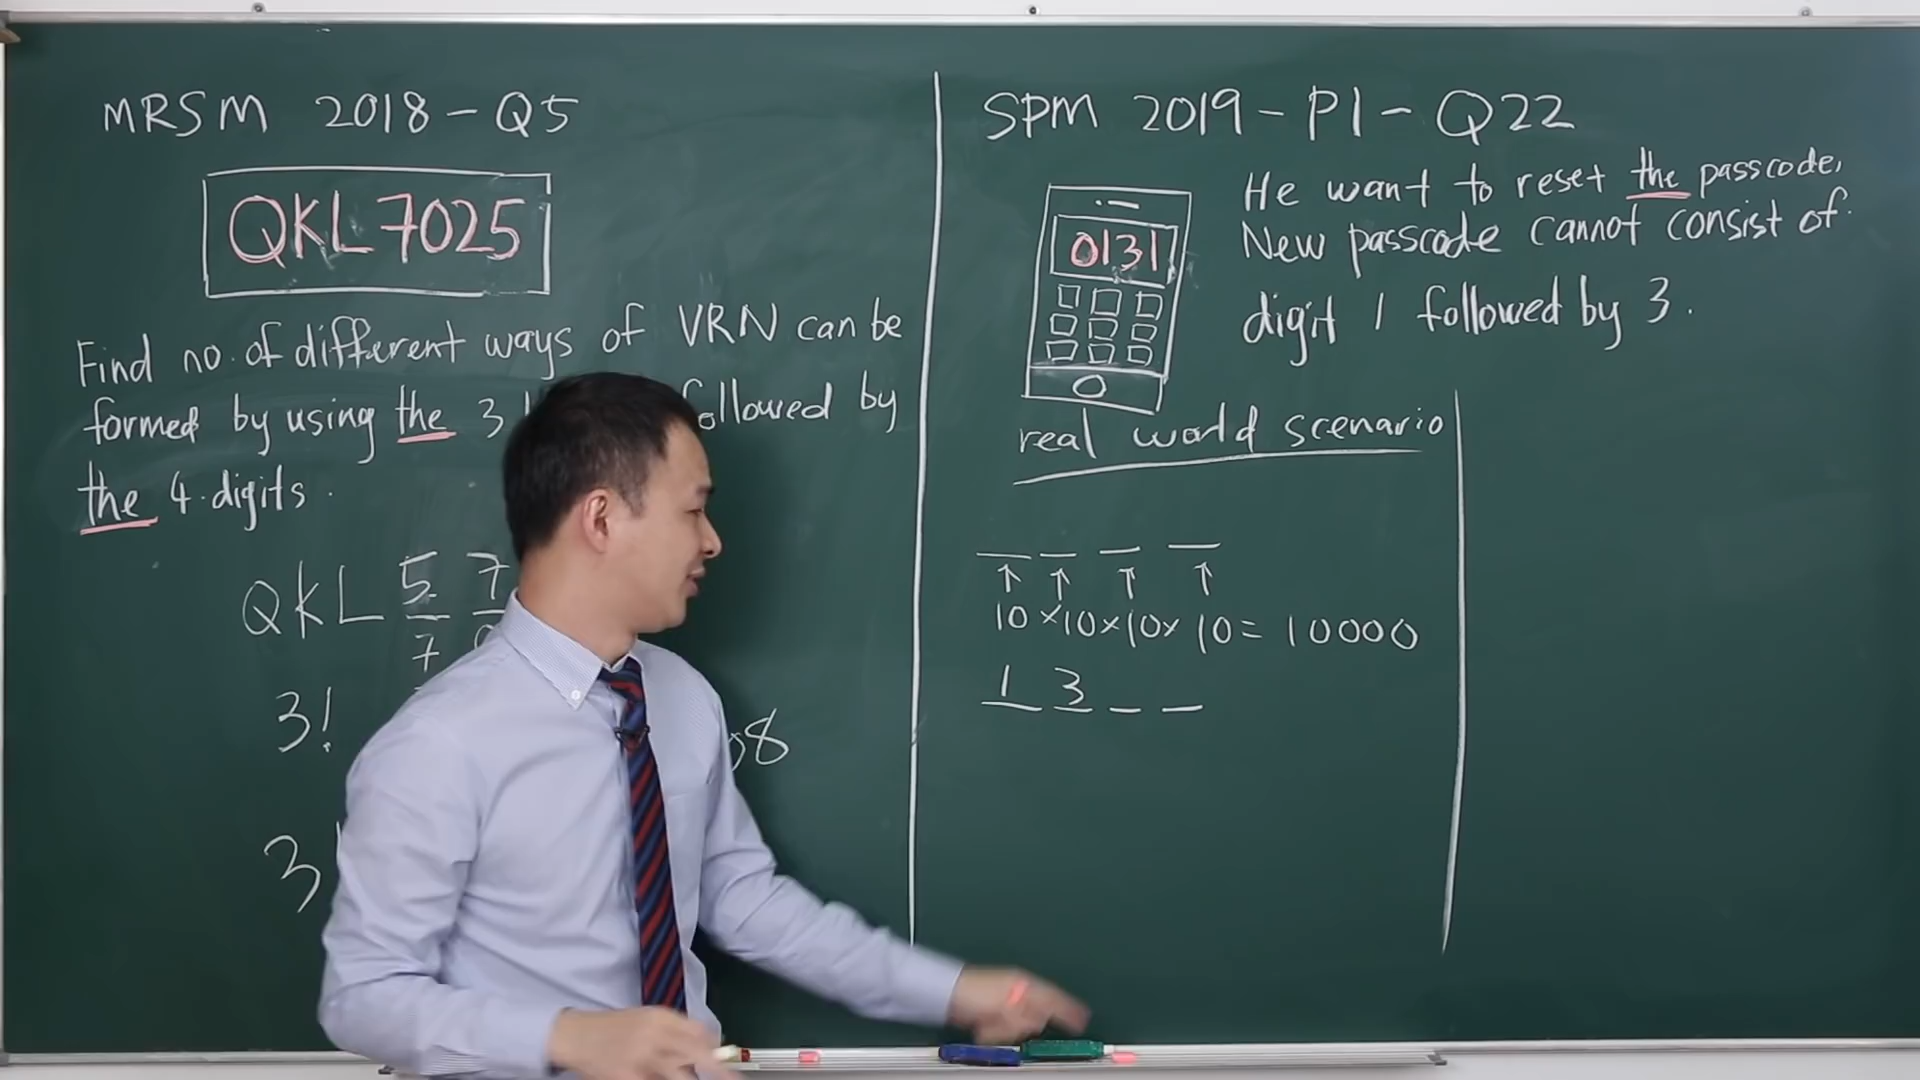 MRSM 2018 - Q5
QKL 7025
Find no. of different ways of VRN can be
formed by using the 3 followed by
the 4 digits.
QKL 5 7
7
3! 08
3
SPM 2019 - P1 - Q22
0131
He want to reset the passcode.
New passcode cannot consist of
digit 1 followed by 3.
real world scenario
10 × 10 × 10 × 10 = 10000
1 3 _ _